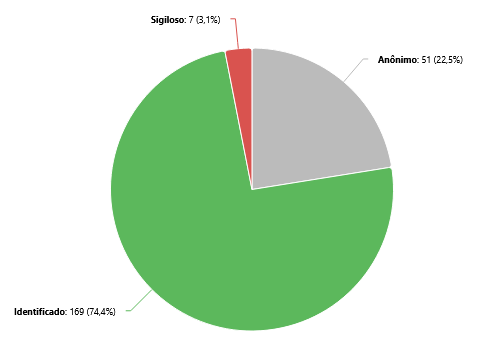 Sigiloso: 7 (3,1%)
Anônimo: 51 (22,5%)
Identificado: 169 (74,4%)